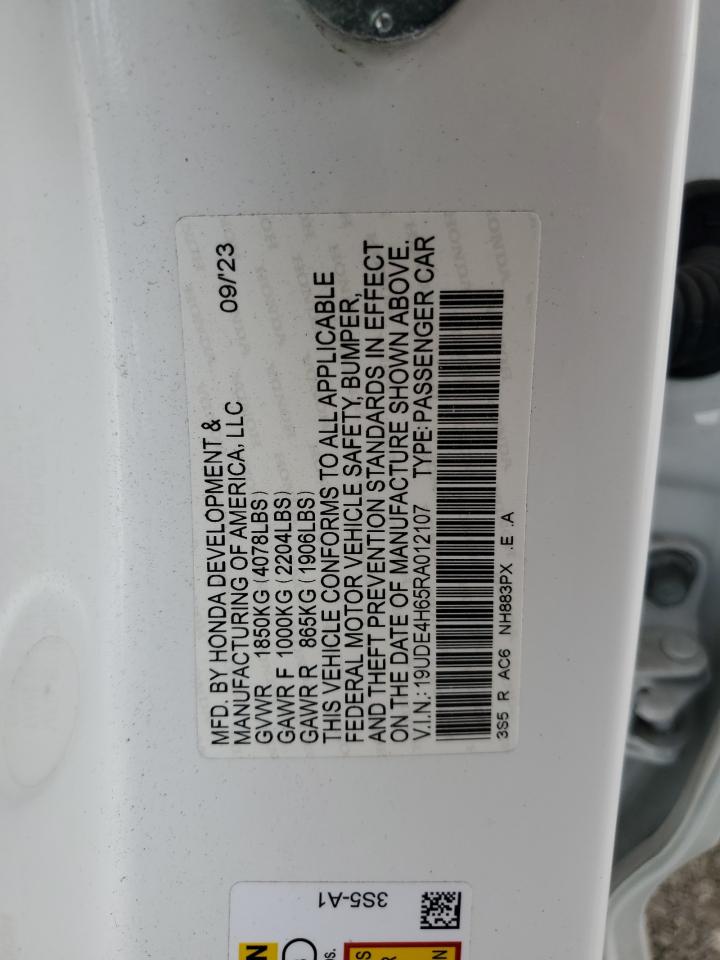 MFD. BY HONDA DEVELOPMENT & 09/'23
MANUFACTURING OF AMERICA, LLC
GVWR 1850KG (4078LBS)
GAWR F 1000KG (2204LBS)
GAWR R 865KG (1906LBS)
THIS VEHICLE CONFORMS TO ALL APPLICABLE
FEDERAL MOTOR VEHICLE SAFETY, BUMPER,
AND THEFT PREVENTION STANDARDS IN EFFECT
ON THE DATE OF MANUFACTURE SHOWN ABOVE.
V.I.N.: 19UDE4H65RA012107 TYPE: PASSENGER CAR
3S5 R AC6 NH883PX .E .A
3S5-A1